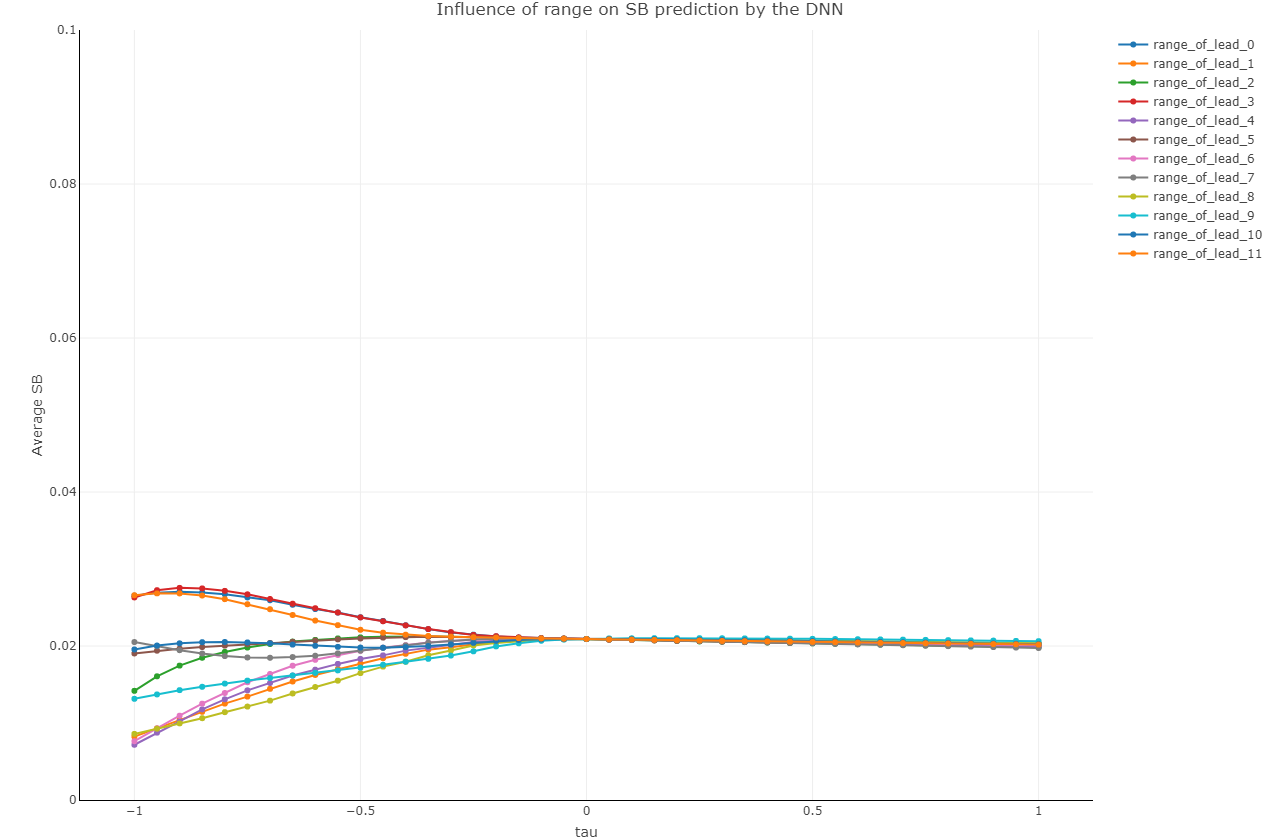 Influence of range on SB prediction by the DNN
0.1
0.08
0.06
0.04
0.02
0
Average SB
−1
−0.5
0
0.5
1
tau
range_of_lead_0
range_of_lead_1
range_of_lead_2
range_of_lead_3
range_of_lead_4
range_of_lead_5
range_of_lead_6
range_of_lead_7
range_of_lead_8
range_of_lead_9
range_of_lead_10
range_of_lead_11